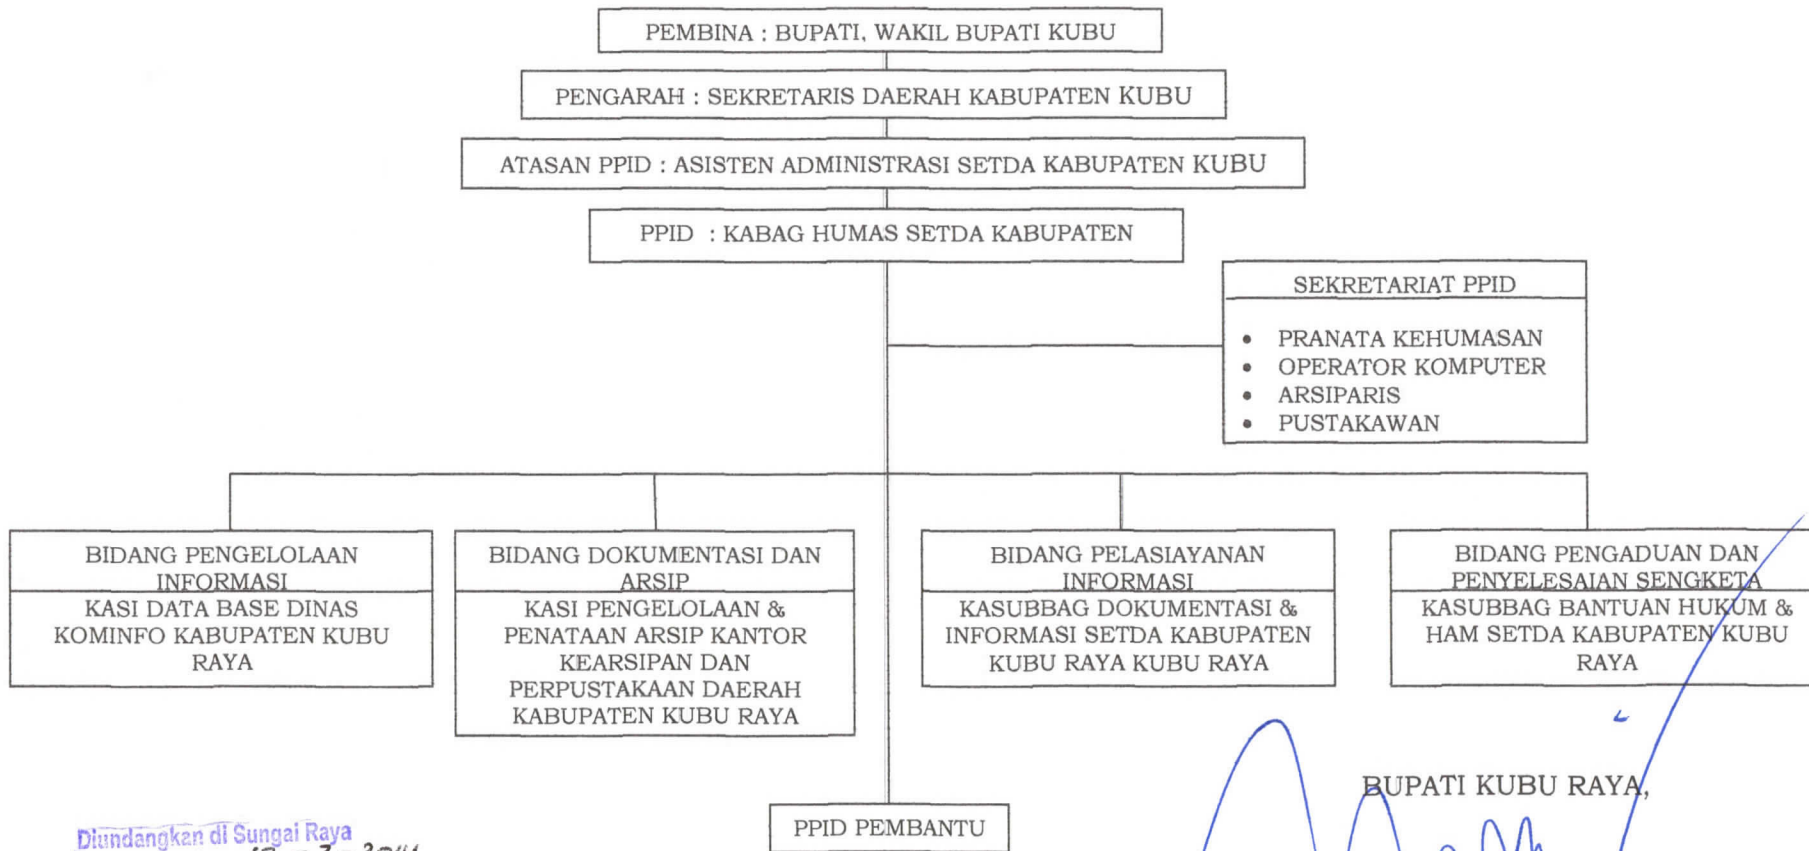 PEMBINA : BUPATI, WAKIL BUPATI KUBU
PENGARAH : SEKRETARIS DAERAH KABUPATEN KUBU
ATASAN PPID : ASISTEN ADMINISTRASI SETDA KABUPATEN KUBU
PPID : KABAG HUMAS SETDA KABUPATEN
SEKRETARIAT PPID
• PRANATA KEHUMASAN
• OPERATOR KOMPUTER
• ARSIPARIS
• PUSTAKAWAN
BIDANG PENGELOLAAN
INFORMASI
KASI DATA BASE DINAS
KOMINFO KABUPATEN KUBU
RAYA
BIDANG DOKUMENTASI DAN
ARSIP
KASI PENGELOLAAN &
PENATAAN ARSIP KANTOR
KEARSIPAN DAN
PERPUSTAKAAN DAERAH
KABUPATEN KUBU RAYA
BIDANG PELASIAYANAN
INFORMASI
KASUBBAG DOKUMENTASI &
INFORMASI SETDA KABUPATEN
KUBU RAYA KUBU RAYA
BIDANG PENGADUAN DAN
PENYELESAIAN SENGKETA
KASUBBAG BANTUAN HUKUM &
HAM SETDA KABUPATEN KUBU
RAYA
BUPATI KUBU RAYA,
PPID PEMBANTU
Diundangkan di Sungai Raya